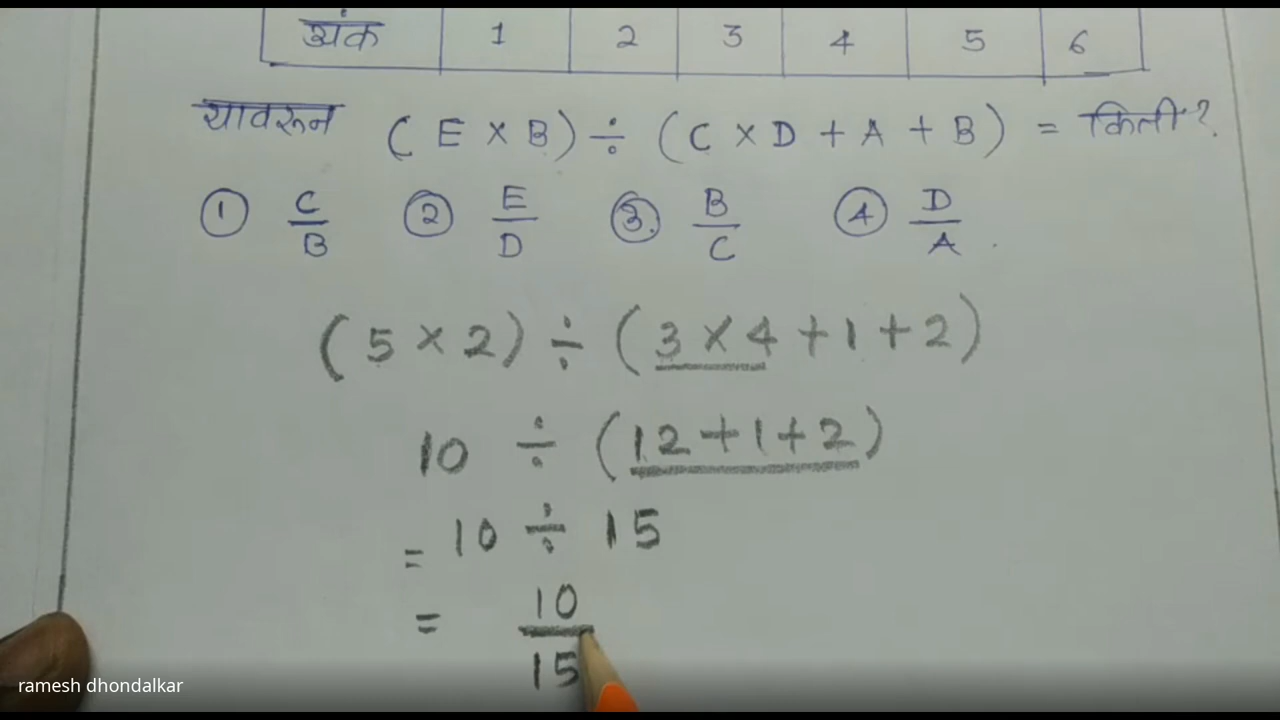 अंक 1 2 3 4 5 6
यावरून ( E × B ) ÷ ( C × D + A + B ) = किती?
① C/B ② E/D ③ B/C ④ D/A
( 5 × 2 ) ÷ ( 3 × 4 + 1 + 2 )
10 ÷ ( 12 + 1 + 2 )
= 10 ÷ 15
= 10/15
ramesh dhondalkar